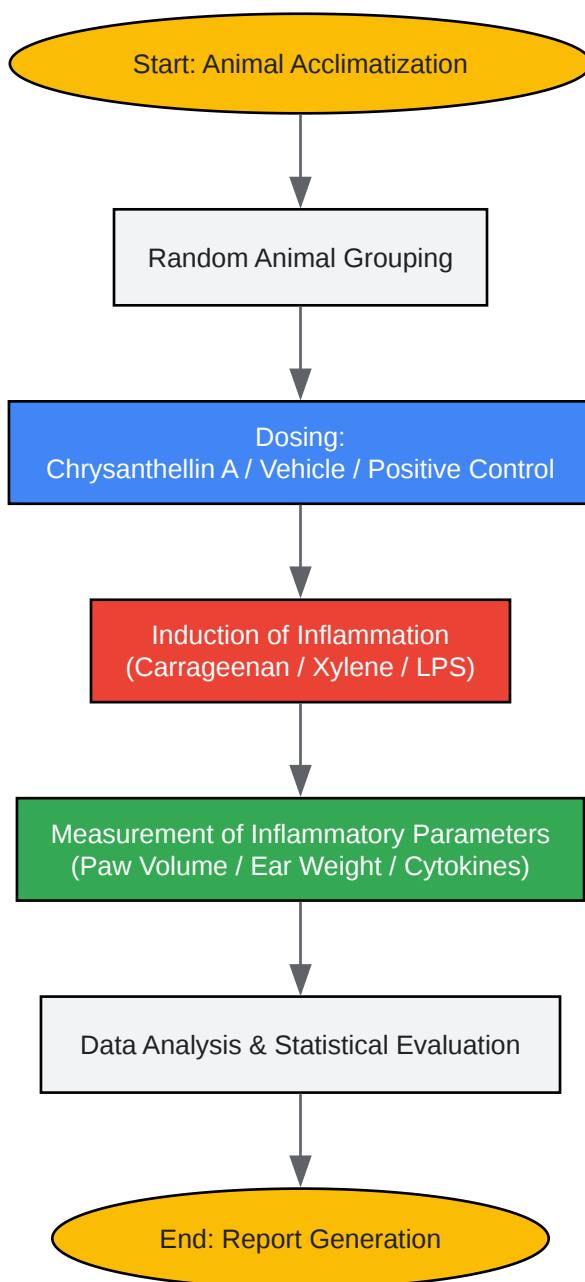 Start: Animal Acclimatization
Random Animal Grouping
Dosing:
Chrysanthellin A / Vehicle / Positive Control
Induction of Inflammation
(Carrageenan / Xylene / LPS)
Measurement of Inflammatory Parameters
(Paw Volume / Ear Weight / Cytokines)
Data Analysis & Statistical Evaluation
End: Report Generation